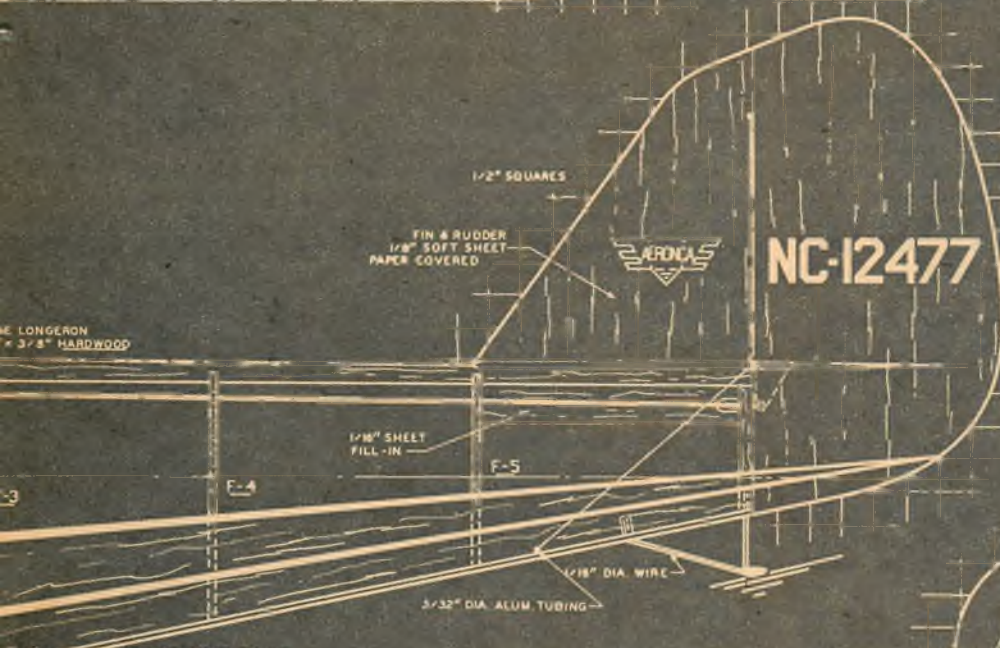 1/2" SQUARES
FIN & RUDDER
1/8" SOFT SHEET
PAPER COVERED
AERONCA
NC-12477
LONGERON
x 3/8" HARDWOOD
1/16" SHEET
FILL-IN
F-5
F-4
-3
1/16" DIA. WIRE
3/32" DIA. ALUM. TUBING